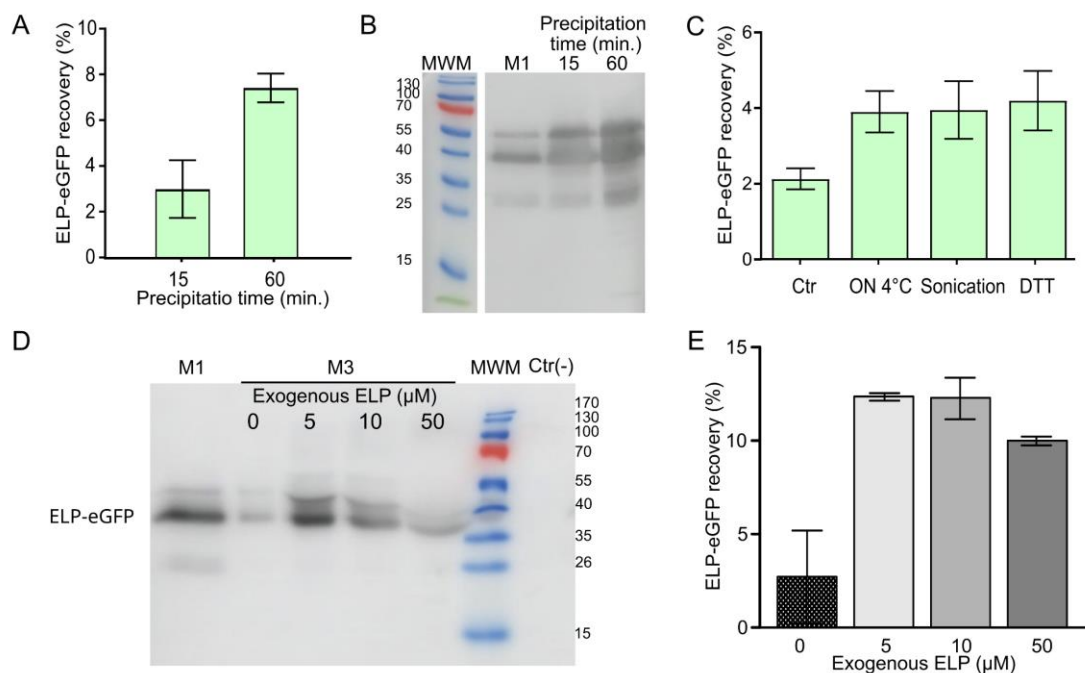 A
ELP-eGFP recovery (%)
10
8
6
4
2
0
15 60
Precipitatio time (min.)
B
Precipitation
time (min.)
MWM M1 15 60
130
100
70
55
40
35
25
15
C
ELP-eGFP recovery (%)
6
4
2
0
Ctr ON 4°C Sonication DTT
D
M1 M3 MWM Ctr(-)
Exogenous ELP (µM)
0 5 10 50
170
130
100
70
55
40
35
26
15
ELP-eGFP
E
ELP-eGFP recovery (%)
15
10
5
0
0 5 10 50
Exogenous ELP (µM)